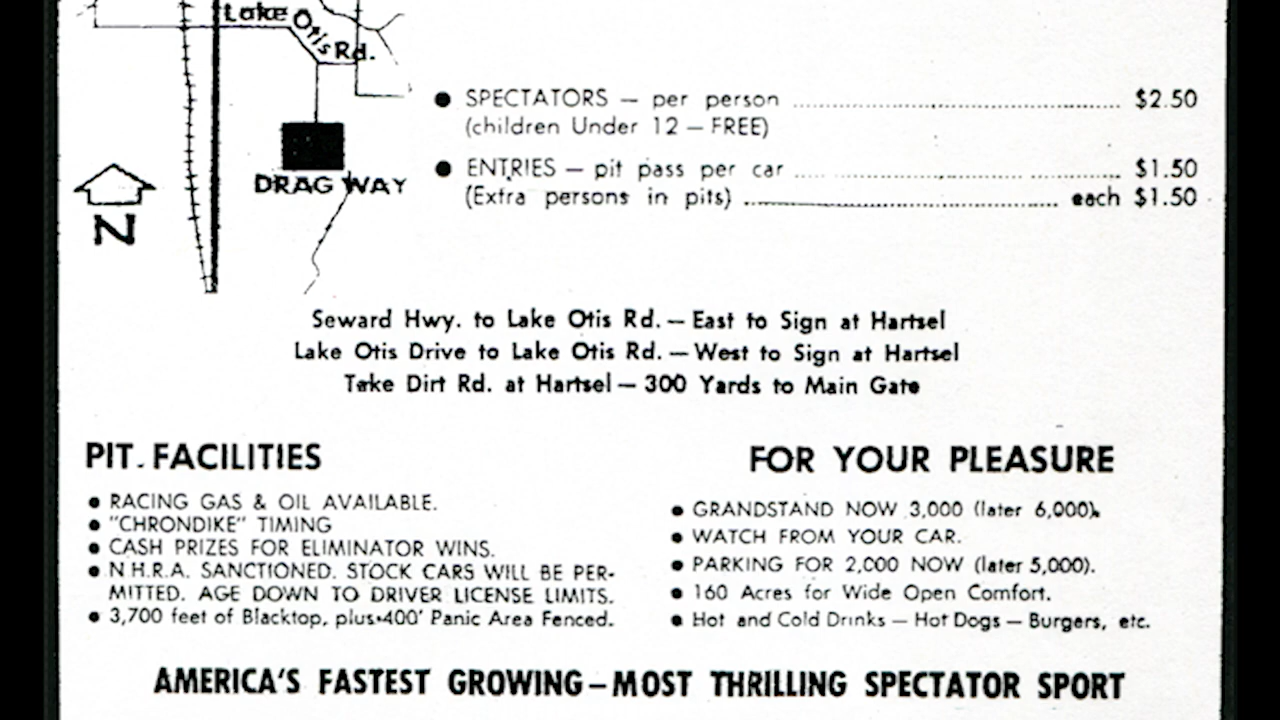 Lake Otis Rd.
DRAG WAY
N
● SPECTATORS — per person ........ $2.50
(children Under 12 — FREE)
● ENTRIES — pit pass per car ........ $1.50
(Extra persons in pits) ........ each $1.50
Seward Hwy. to Lake Otis Rd. — East to Sign at Hartsel
Lake Otis Drive to Lake Otis Rd. — West to Sign at Hartsel
Take Dirt Rd. at Hartsel — 300 Yards to Main Gate
PIT FACILITIES
● RACING GAS & OIL AVAILABLE.
● "CHRONDIKE" TIMING
● CASH PRIZES FOR ELIMINATOR WINS.
● N.H.R.A. SANCTIONED. STOCK CARS WILL BE PER-
MITTED. AGE DOWN TO DRIVER LICENSE LIMITS.
● 3,700 feet of Blacktop, plus 400' Panic Area Fenced.
FOR YOUR PLEASURE
● GRANDSTAND NOW 3,000 (later 6,000).
● WATCH FROM YOUR CAR.
● PARKING FOR 2,000 NOW (later 5,000).
● 160 Acres for Wide Open Comfort.
● Hot and Cold Drinks — Hot Dogs — Burgers, etc.
AMERICA'S FASTEST GROWING — MOST THRILLING SPECTATOR SPORT